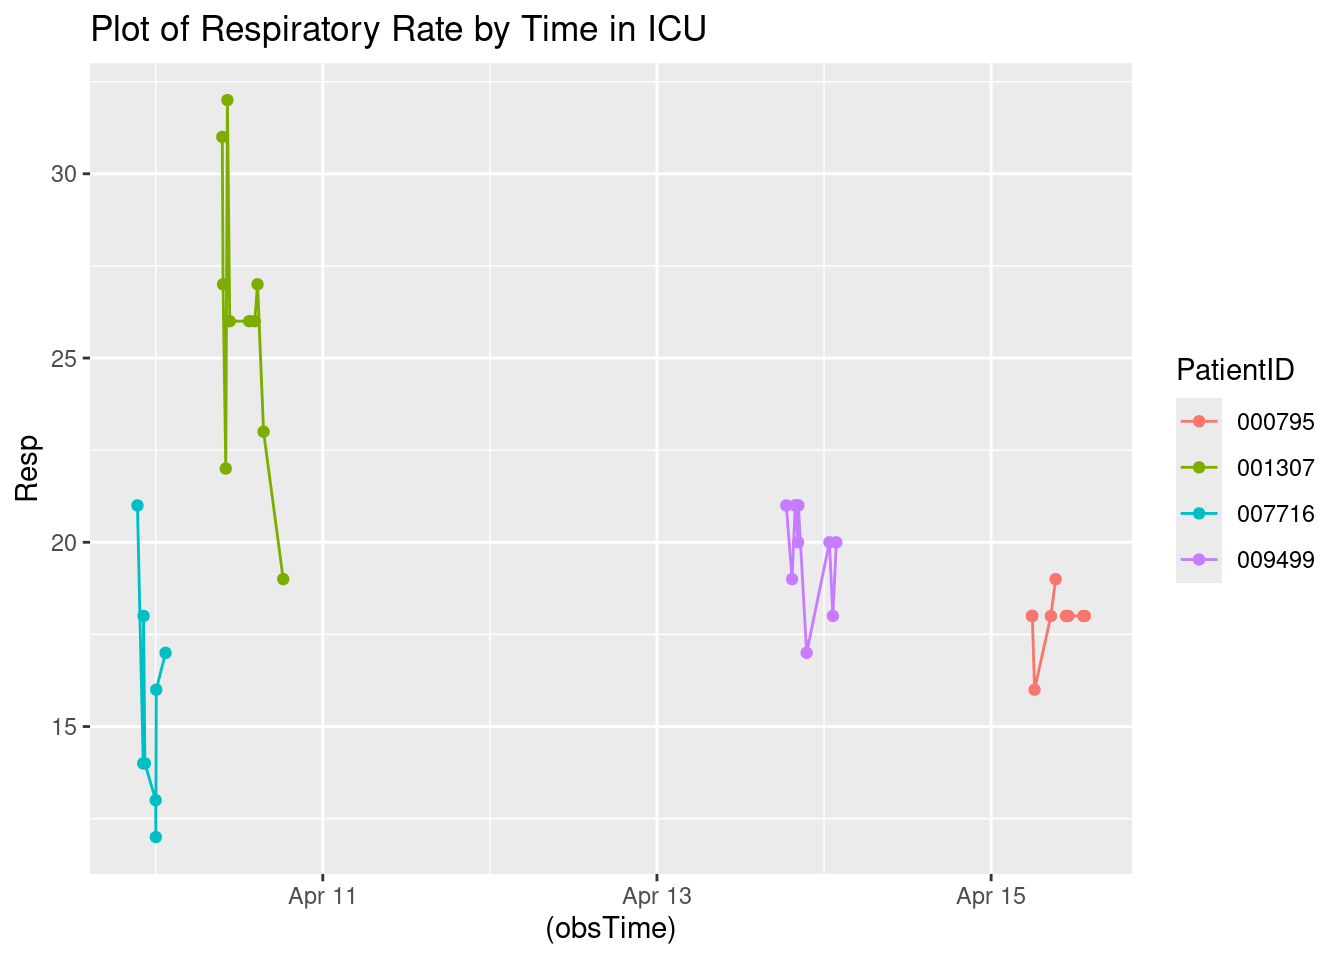 Plot of Respiratory Rate by Time in ICU
30
25
20
15
Resp
Apr 11
Apr 13
Apr 15
(obsTime)
PatientID
000795
001307
007716
009499